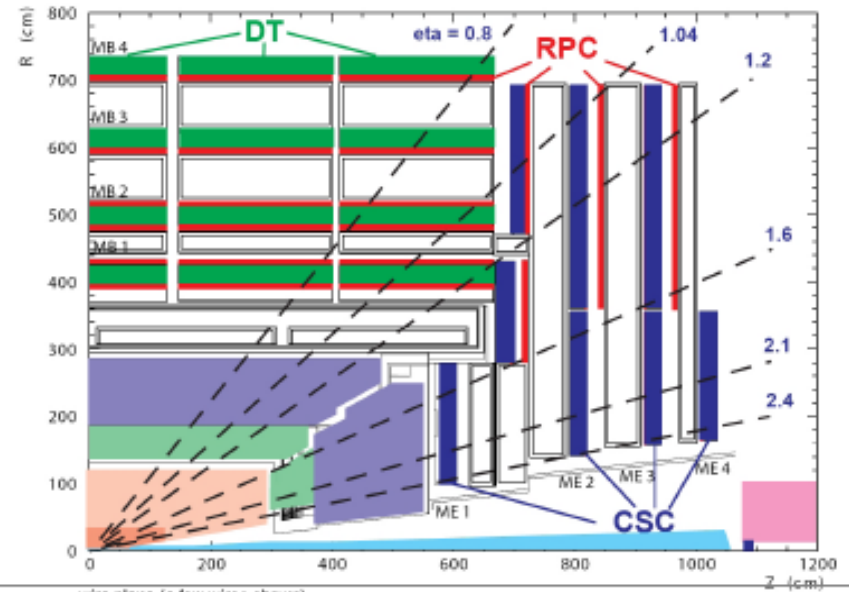 800
DT
eta = 0.8
1.04
RPC
1.2
R (cm)
MB 4
700
MB 3
600
MB 2
500
MB 1
1.6
400
300
2.1
2.4
200
100
ME 1
ME 2
ME 3
ME 4
CSC
0
0
200
400
600
800
1000
1200
Z (cm)